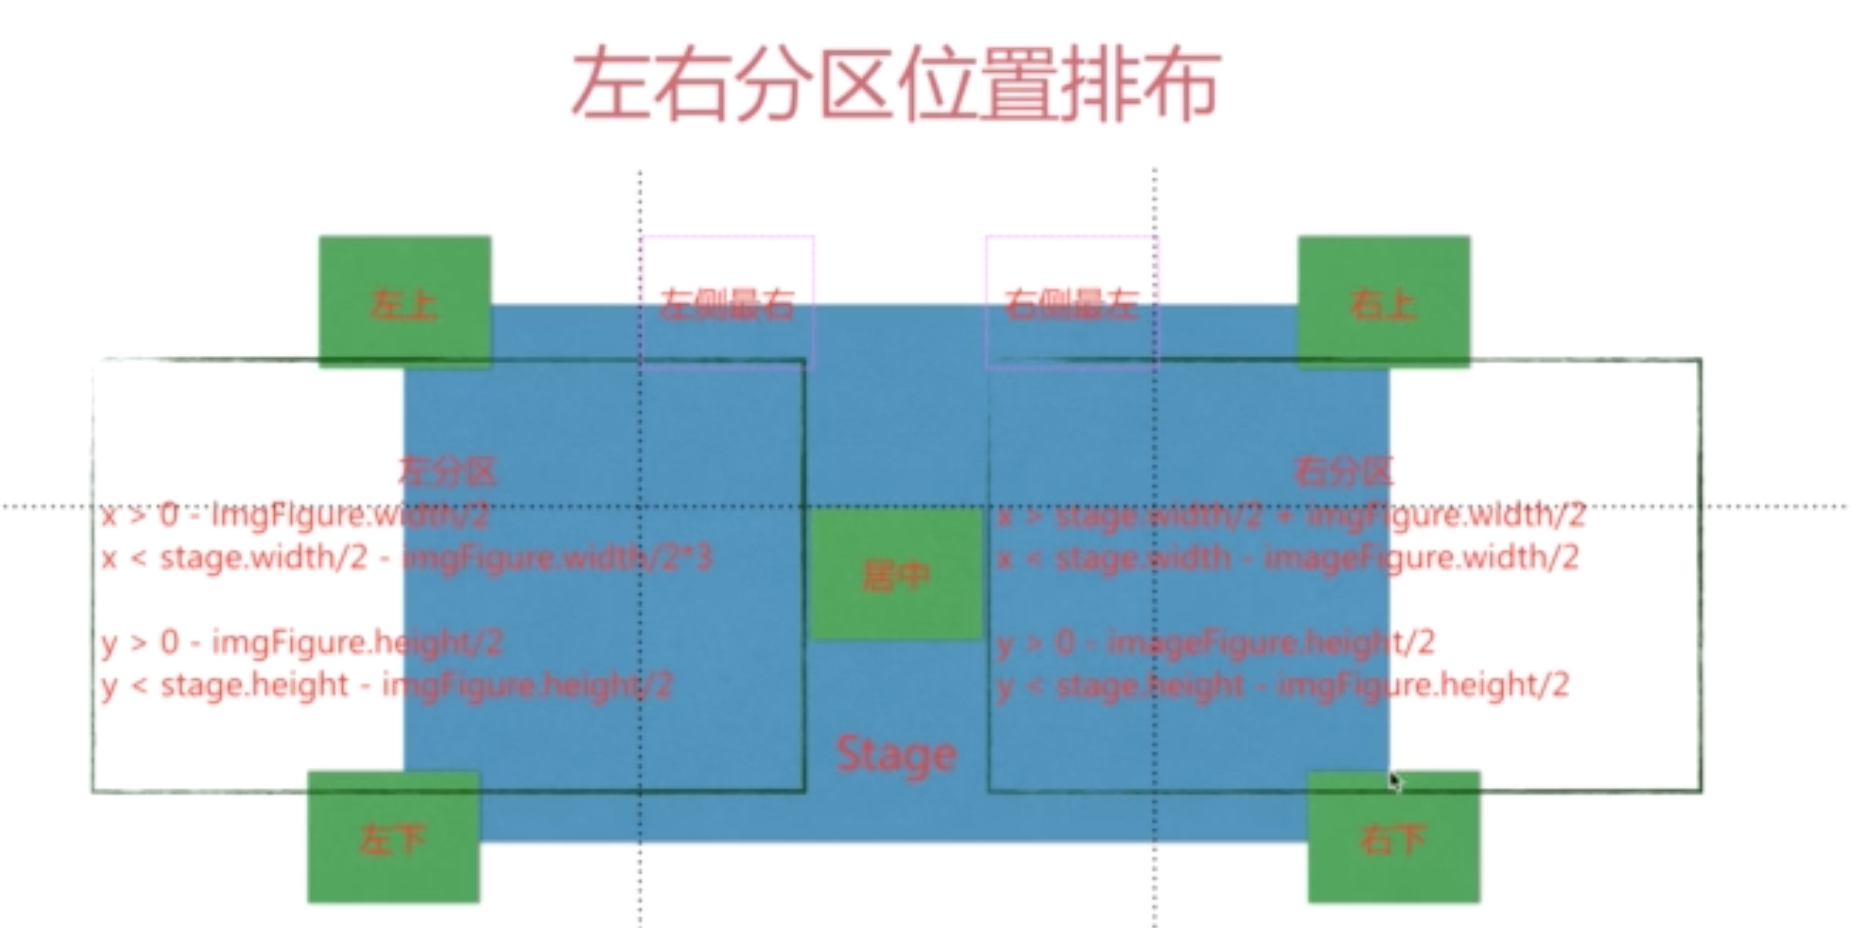 左右分区位置排布
左上
左侧最右
右侧最左
右上
左分区
x > 0 - imgFigure.width/2
x < stage.width/2 - imgFigure.width/2*3
y > 0 - imgFigure.height/2
y < stage.height - imgFigure.height/2
居中
右分区
x > stage.width/2 + imgFigure.width/2
x < stage.width - imageFigure.width/2
y > 0 - imageFigure.height/2
y < stage.height - imgFigure.height/2
Stage
左下
右下